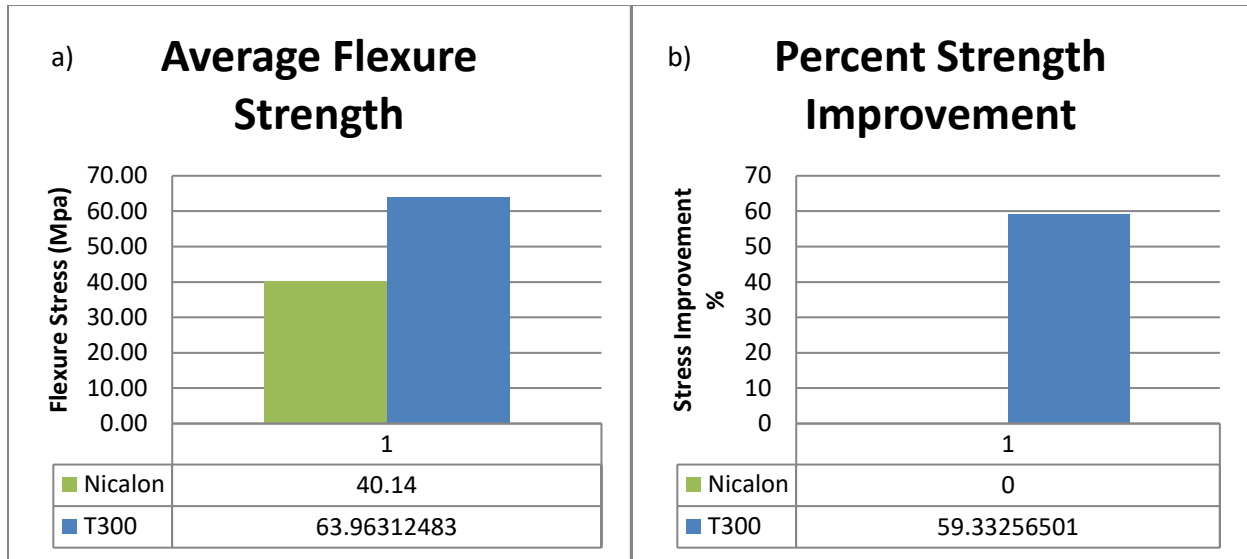 a)
Average Flexure
Strength
Flexure Stress (Mpa)
70.00
60.00
50.00
40.00
30.00
20.00
10.00
0.00
1
Nicalon 40.14
T300 63.96312483
b)
Percent Strength
Improvement
Stress Improvement
%
70
60
50
40
30
20
10
0
1
Nicalon 0
T300 59.33256501